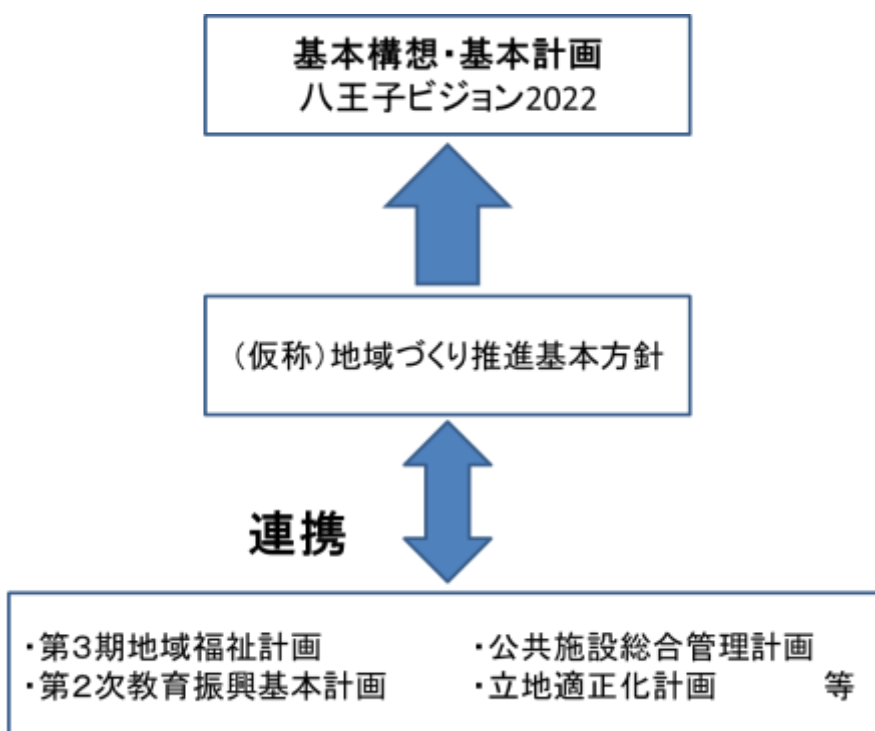 基本構想・基本計画
八王子ビジョン2022
（仮称）地域づくり推進基本方針
連携
・第３期地域福祉計画
・第２次教育振興基本計画
・公共施設総合管理計画
・立地適正化計画　　　等